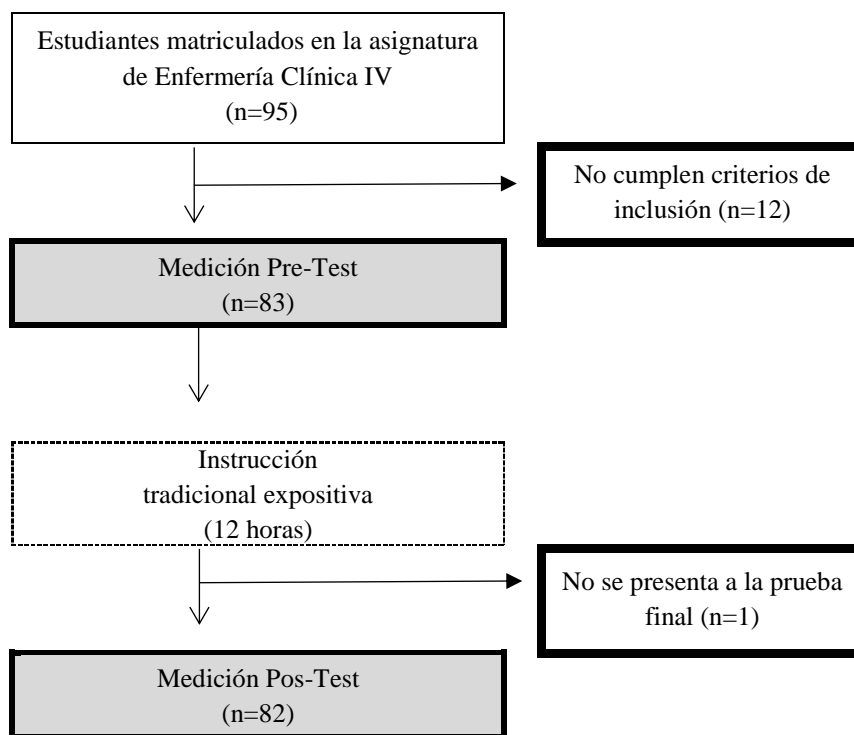 Estudiantes matriculados en la asignatura
de Enfermería Clínica IV
(n=95)
No cumplen criterios de
inclusión (n=12)
Medición Pre-Test
(n=83)
Instrucción
tradicional expositiva
(12 horas)
No se presenta a la prueba
final (n=1)
Medición Pos-Test
(n=82)